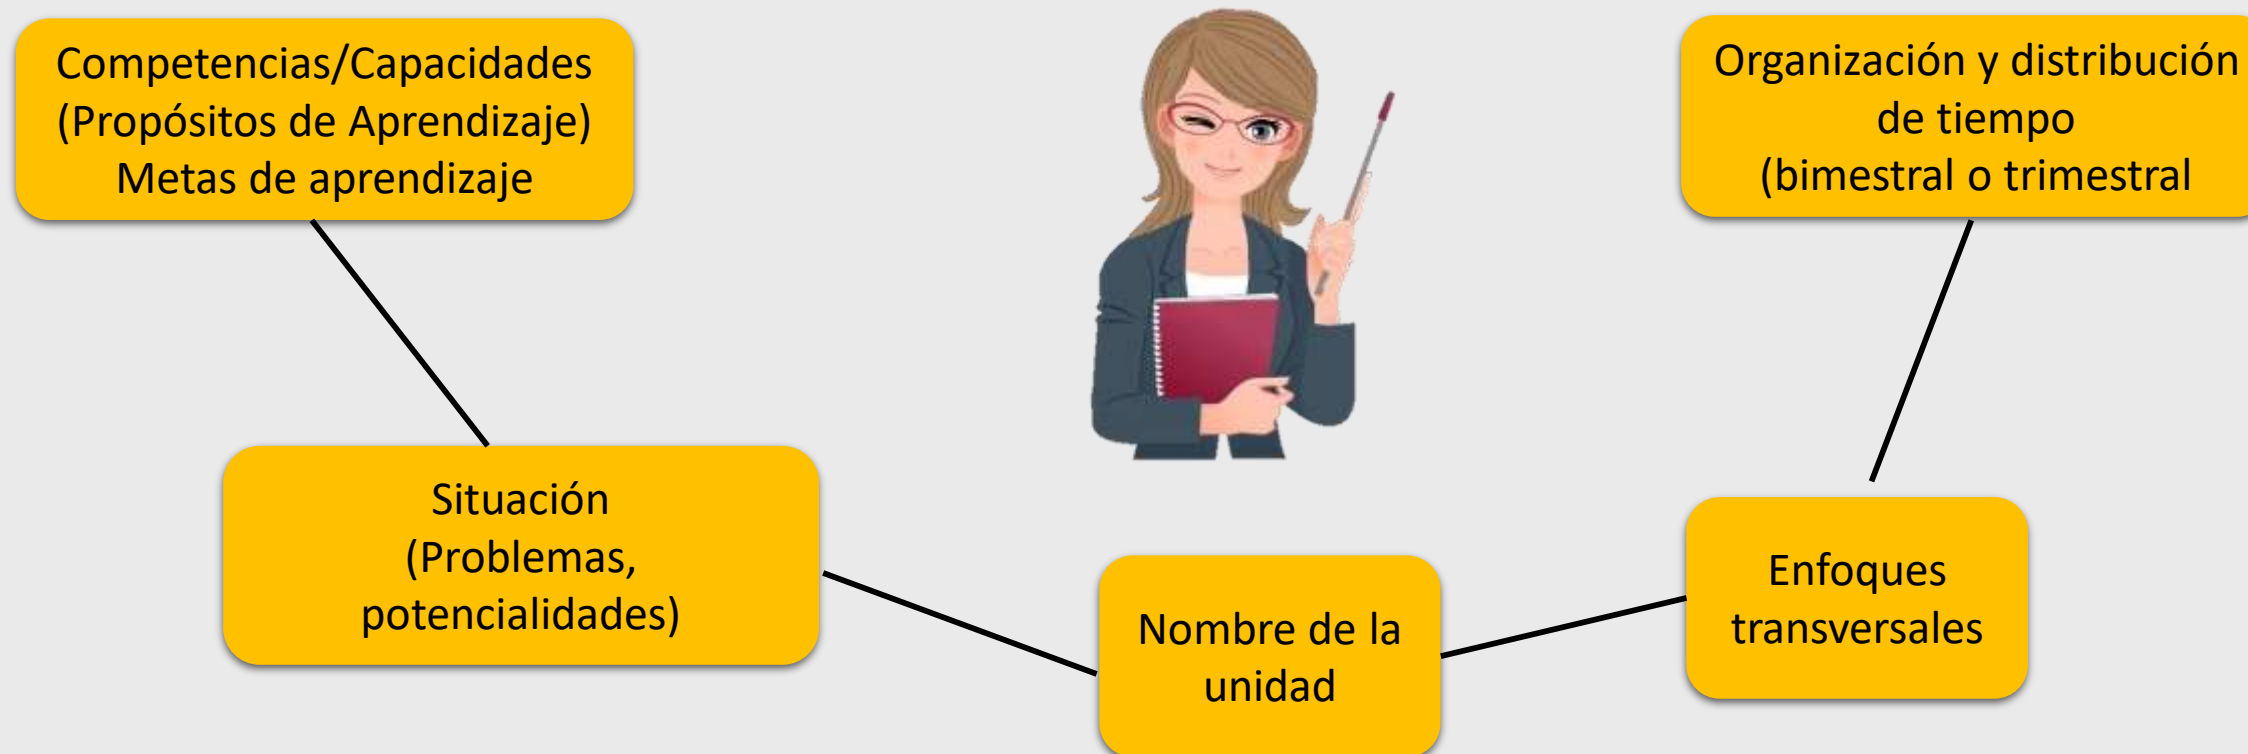 Competencias/Capacidades
(Propósitos de Aprendizaje)
Metas de aprendizaje
Organización y distribución
de tiempo
(bimestral o trimestral
Situación
(Problemas,
potencialidades)
Nombre de la
unidad
Enfoques
transversales